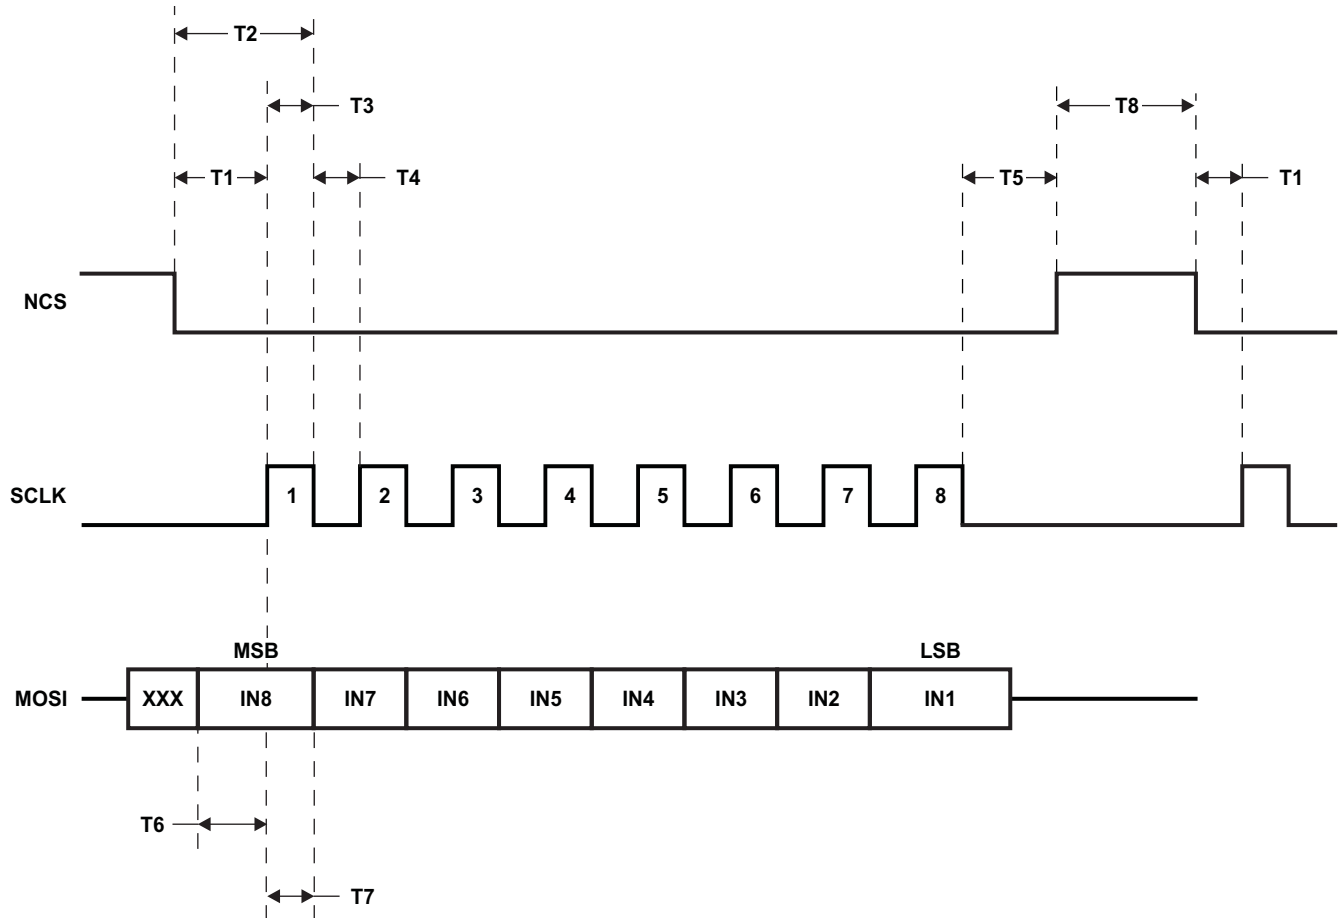 T2
T3
T8
T1
T4
T5
T1
NCS
SCLK
1 2 3 4 5 6 7 8
MSB
LSB
MOSI
XXX IN8 IN7 IN6 IN5 IN4 IN3 IN2 IN1
T6
T7